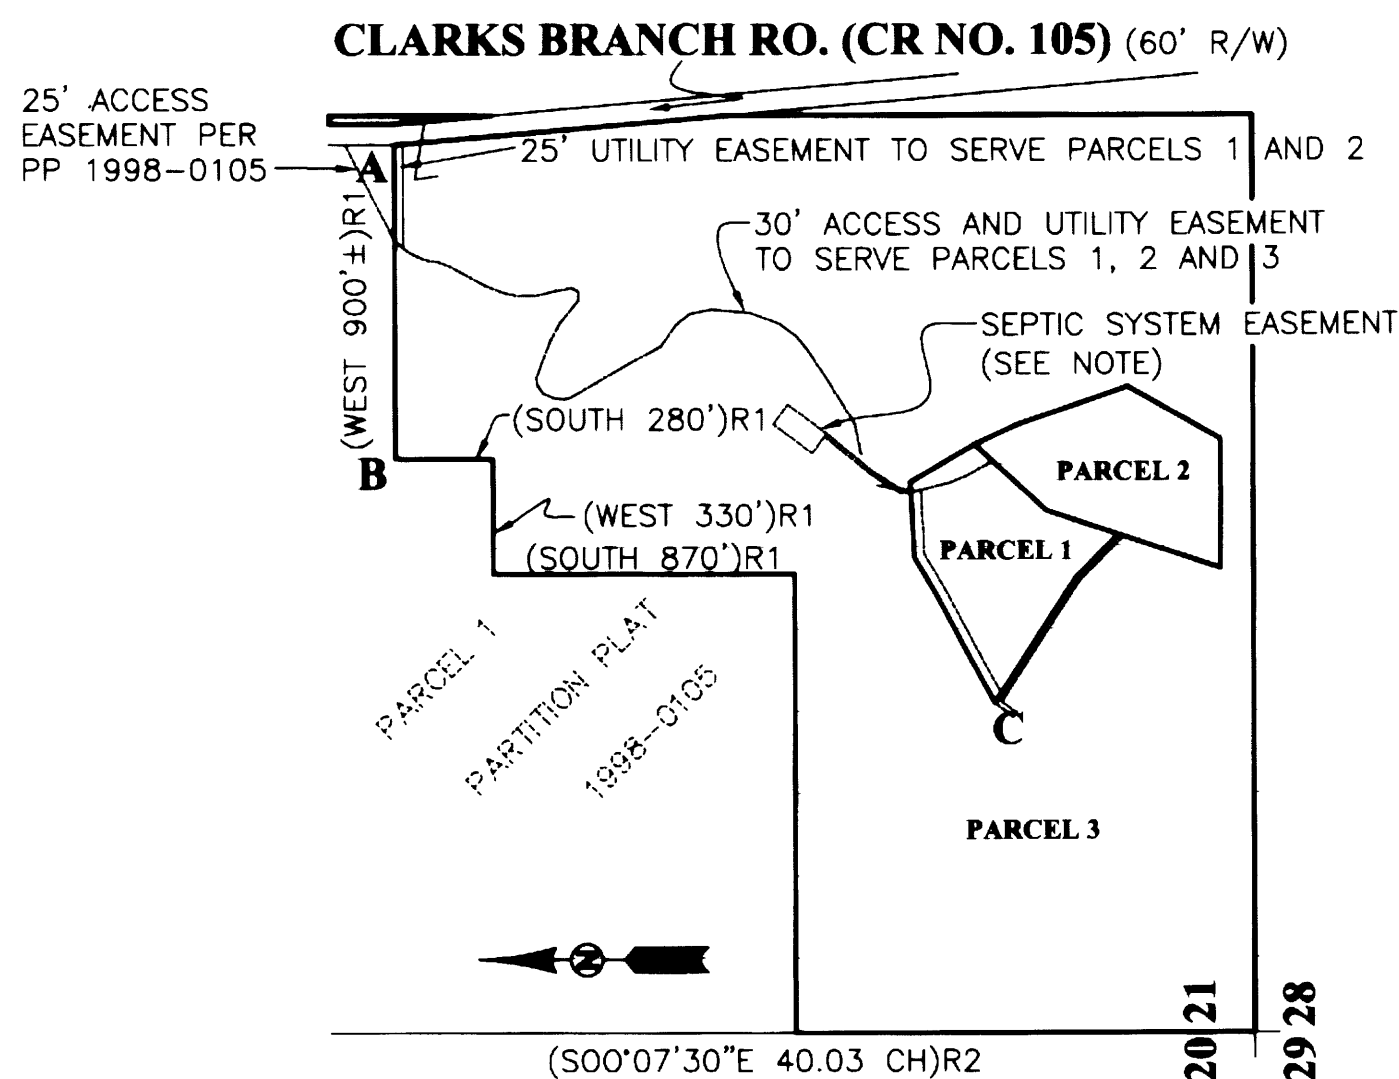 CLARKS BRANCH RO. (CR NO. 105) (60' R/W)
25' ACCESS
EASEMENT PER
PP 1998-0105
A
25' UTILITY EASEMENT TO SERVE PARCELS 1 AND 2
(WEST 900'±)R1
30' ACCESS AND UTILITY EASEMENT
TO SERVE PARCELS 1, 2 AND 3
SEPTIC SYSTEM EASEMENT
(SEE NOTE)
(SOUTH 280')R1
B
PARCEL 2
(WEST 330')R1
(SOUTH 870')R1
PARCEL 1
PARCEL 1
PARTITION PLAT
1998-0105
C
PARCEL 3
N
20 21
29 28
(S00°07'30"E 40.03 CH)R2